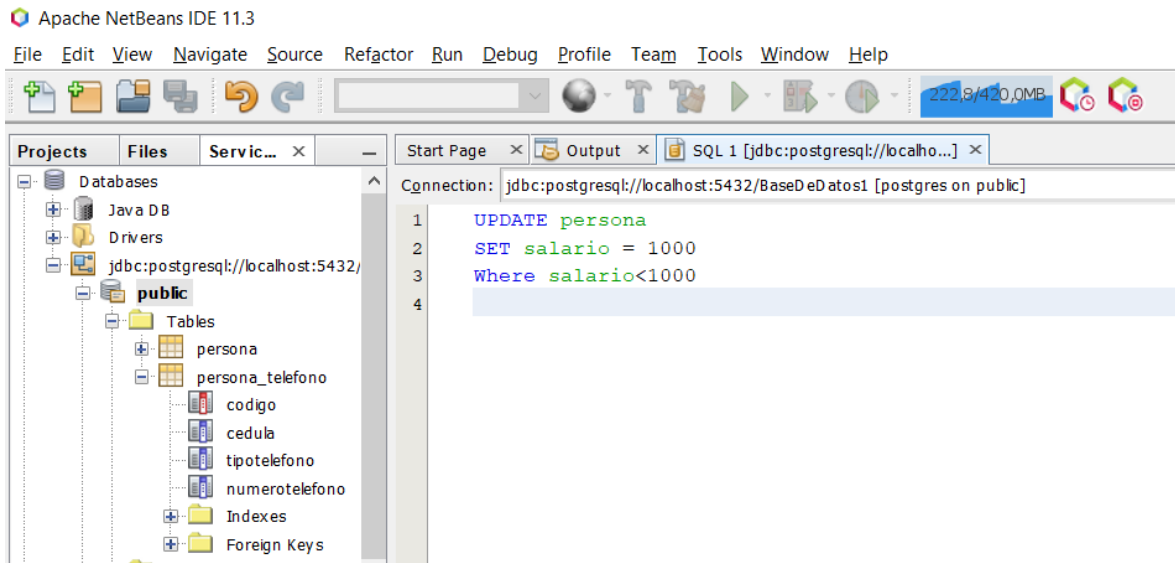 Apache NetBeans IDE 11.3
File Edit View Navigate Source Refactor Run Debug Profile Team Tools Window Help
222,8/420,0MB
Projects Files Servic... Start Page Output SQL 1 [jdbc:postgresql://localho...]
Connection: jdbc:postgresql://localhost:5432/BaseDeDatos1 [postgres on public]
Databases
Java DB
Drivers
jdbc:postgresql://localhost:5432/
public
Tables
persona
persona_telefono
codigo
cedula
tipotelefono
numerotelefono
Indexes
Foreign Keys
1 UPDATE persona
2 SET salario = 1000
3 Where salario<1000
4